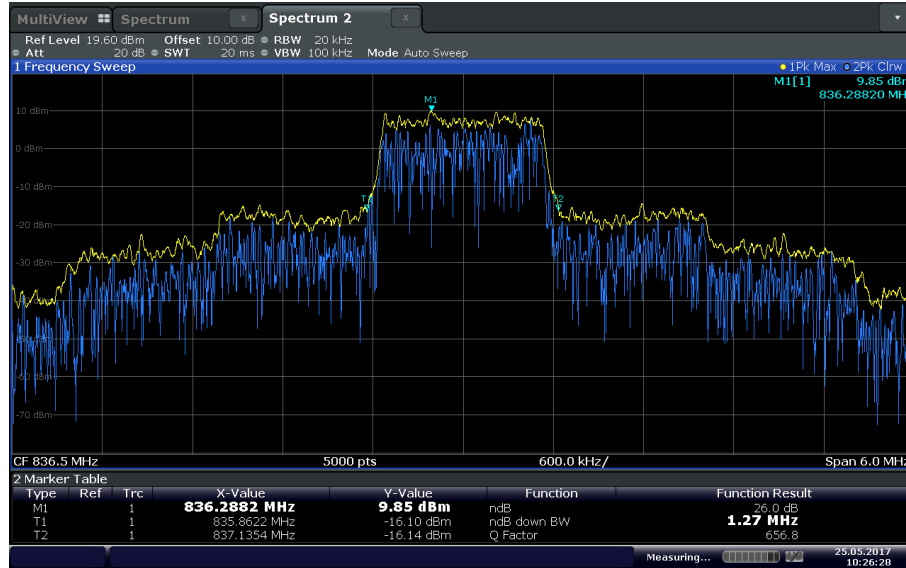 MultiView Spectrum x Spectrum 2 x
Ref Level 19.60 dBm Offset 10.00 dB RBW 20 kHz
Att 20 dB SWT 20 ms VBW 100 kHz Mode Auto Sweep
1 Frequency Sweep 1Pk Max 2Pk Clrw
M1[1] 9.85 dBr
836.28820 MH
M1
10 dBm
0 dBm
-10 dBm
T1 T2
-20 dBm
-30 dBm
-60 dBm
-70 dBm
CF 836.5 MHz 5000 pts 600.0 kHz/ Span 6.0 MHz
2 Marker Table
Type Ref Trc X-Value Y-Value Function Function Result
M1 1 836.2882 MHz 9.85 dBm ndB 26.0 dB
T1 1 835.8622 MHz -16.10 dBm ndB down BW 1.27 MHz
T2 1 837.1354 MHz -16.14 dBm Q Factor 656.8
Measuring... 25.05.2017
10:26:28